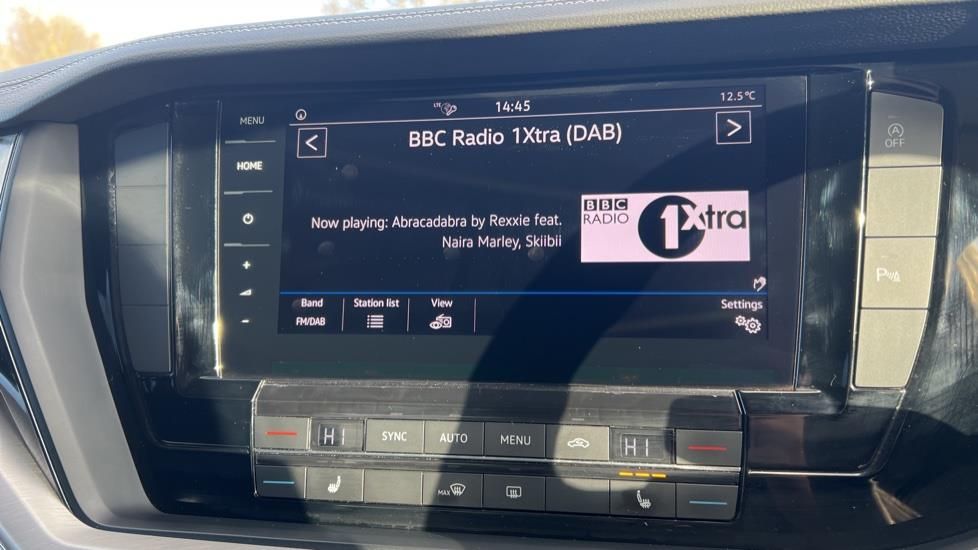 MENU
LTE
14:45
12.5°C
<
BBC Radio 1Xtra (DAB)
>
A
OFF
HOME
BBC
RADIO
1Xtra
Now playing: Abracadabra by Rexxie feat.
Naira Marley, Skiibii
+
-
Band
Station list
View
Settings
FM/DAB
P
HI
SYNC
AUTO
MENU
HI
MAX